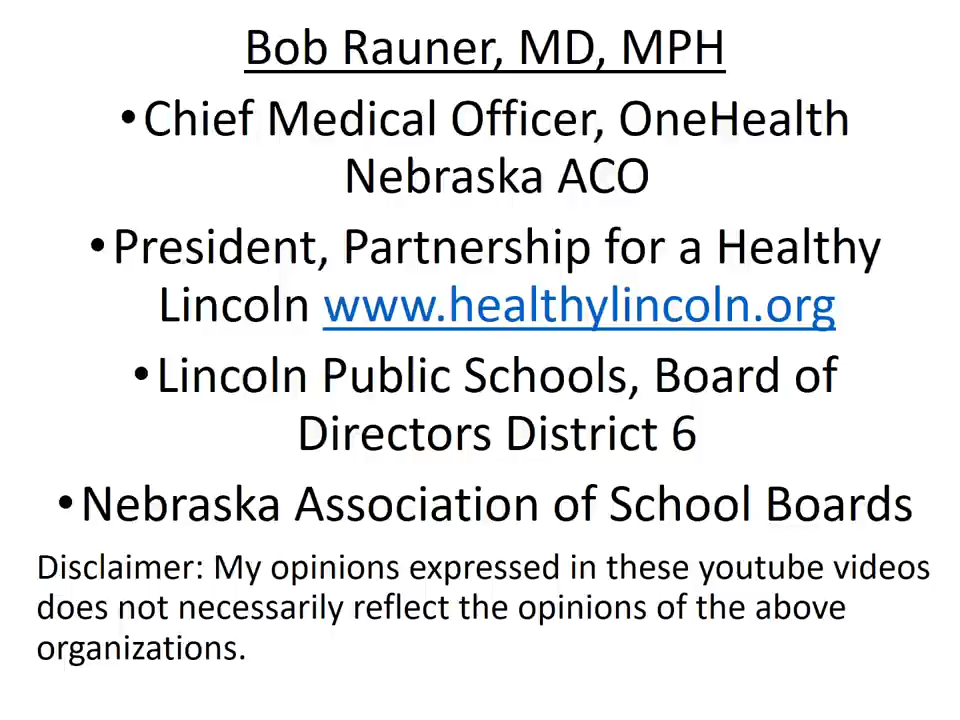 Bob Rauner, MD, MPH
•Chief Medical Officer, OneHealth
Nebraska ACO
•President, Partnership for a Healthy
Lincoln www.healthylincoln.org
•Lincoln Public Schools, Board of
Directors District 6
•Nebraska Association of School Boards
Disclaimer: My opinions expressed in these youtube videos
does not necessarily reflect the opinions of the above
organizations.